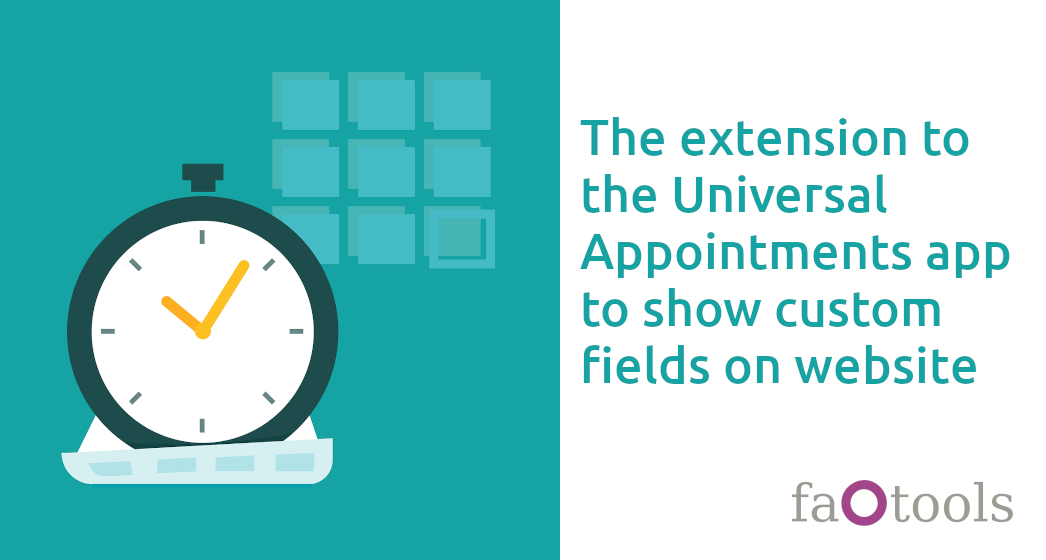 The extension to
the Universal
Appointments app
to show custom
fields on website
faOtools